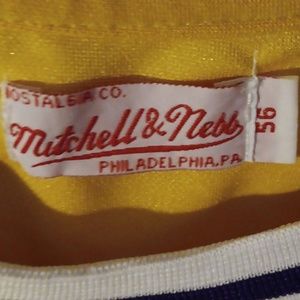 NOSTALGIA CO.
Mitchell & Ness
PHILADELPHIA, PA
56